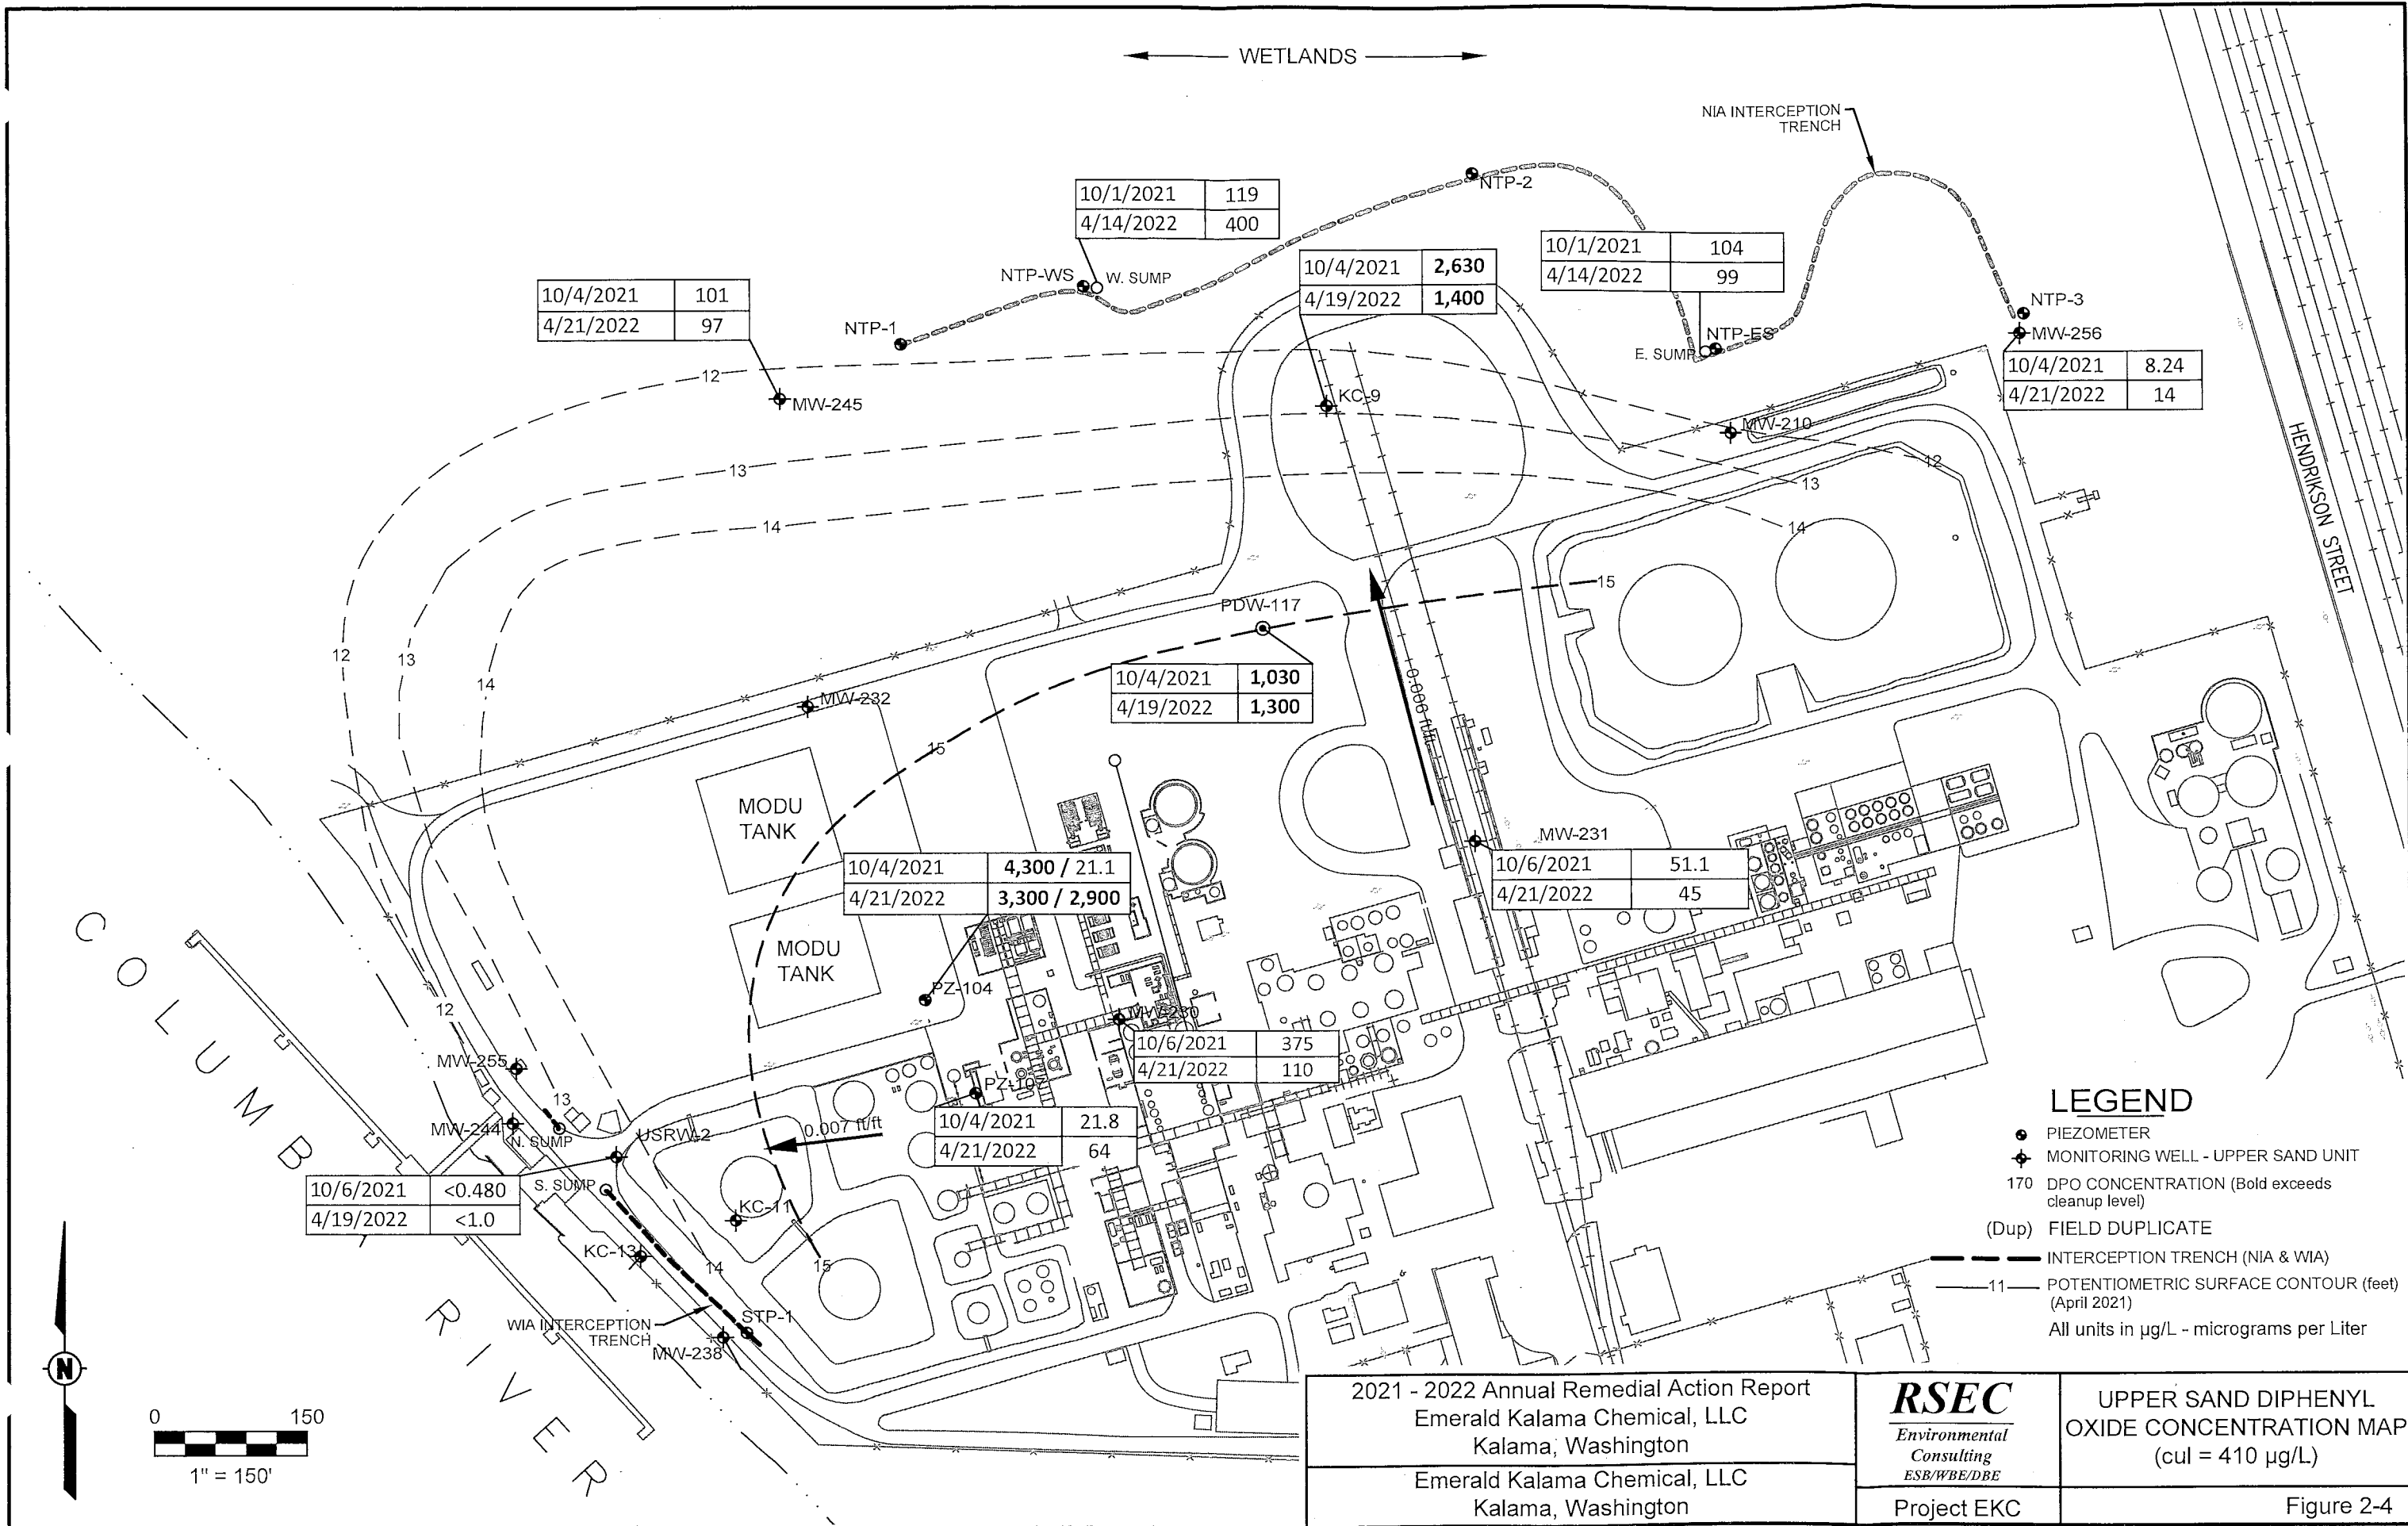 WETLANDS
NIA INTERCEPTION
TRENCH
10/1/2021 119
4/14/2022 400
NTP-2
10/1/2021 104
4/14/2022 99
10/4/2021 2,630
4/19/2022 1,400
NTP-WS
W. SUMP
10/4/2021 101
4/21/2022 97
NTP-1
NTP-3
NTP-ES
E. SUMP
MW-256
10/4/2021 8.24
4/21/2022 14
12
MW-245
KC-9
MW-210
12
13
13
14
14
HENDRIKSON STREET
15
PDW-117
12
13
14
10/4/2021 1,030
4/19/2022 1,300
0.006 ft/ft
MW-232
15
MODU
TANK
MW-231
10/4/2021 4,300 / 21.1
4/21/2022 3,300 / 2,900
10/6/2021 51.1
4/21/2022 45
MODU
TANK
PZ-104
12
MW-230
10/6/2021 375
4/21/2022 110
MW-255
PZ-107
13
10/4/2021 21.8
4/21/2022 64
MW-244
N. SUMP
USRW-2
0.007 ft/ft
10/6/2021 <0.480
4/19/2022 <1.0
S. SUMP
KC-11
KC-13
14
15
WIA INTERCEPTION
TRENCH
STP-1
MW-238
RIVER
LEGEND
PIEZOMETER
MONITORING WELL - UPPER SAND UNIT
170 DPO CONCENTRATION (Bold exceeds
cleanup level)
(Dup) FIELD DUPLICATE
INTERCEPTION TRENCH (NIA & WIA)
11 POTENTIOMETRIC SURFACE CONTOUR (feet)
(April 2021)
All units in µg/L - micrograms per Liter
N
0 150
1" = 150'
2021 - 2022 Annual Remedial Action Report
Emerald Kalama Chemical, LLC
Kalama, Washington
Emerald Kalama Chemical, LLC
Kalama, Washington
RSEC
Environmental
Consulting
ESB/WBE/DBE
Project EKC
UPPER SAND DIPHENYL
OXIDE CONCENTRATION MAP
(cul = 410 µg/L)
Figure 2-4